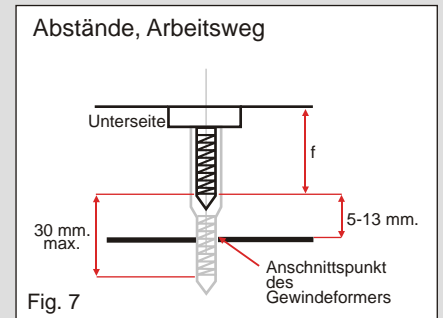 Abstände, Arbeitsweg
Unterseite
f
5-13 mm.
30 mm.
max.
Anschnittspunkt
des
Gewindeformers
Fig. 7